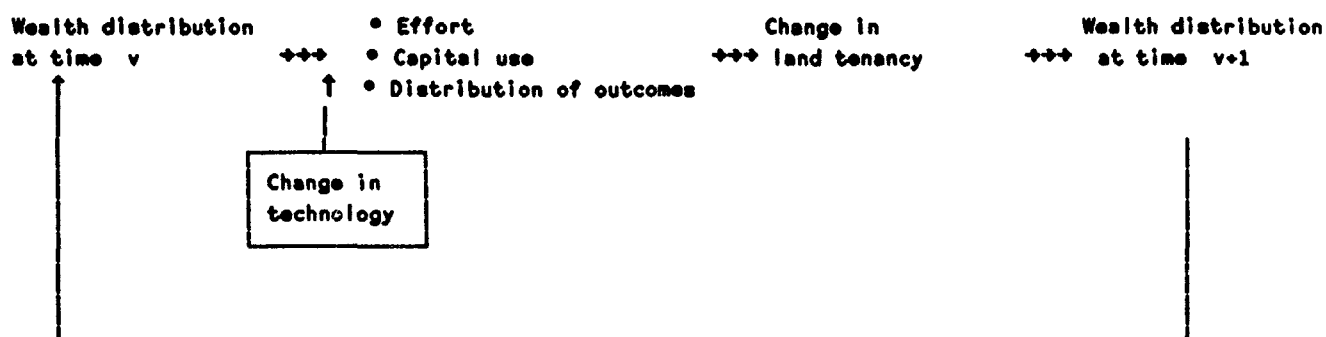 Wealth distribution
at time v
→→→
• Effort
• Capital use
• Distribution of outcomes
→→→
Change in
land tenancy
→→→
Wealth distribution
at time v+1
Change in
technology